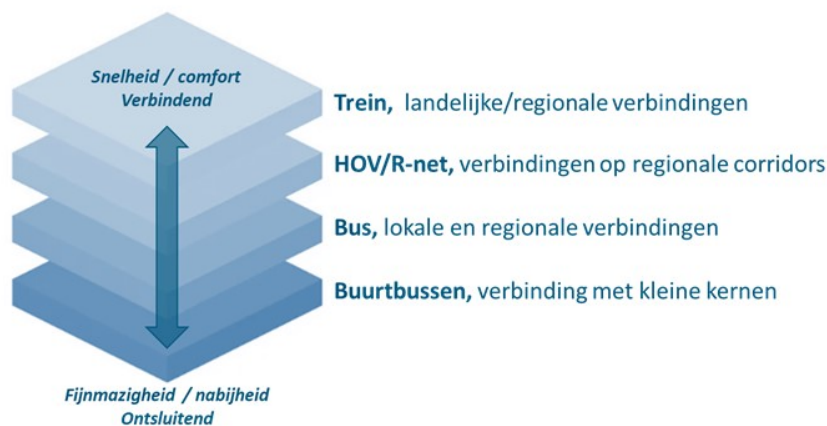 Snelheid / comfort
Verbindend
Trein, landelijke/regionale verbindingen
HOV/R-net, verbindingen op regionale corridors
Bus, lokale en regionale verbindingen
Buurtbussen, verbinding met kleine kernen
Fijnmazigheid / nabijheid
Ontsluitend